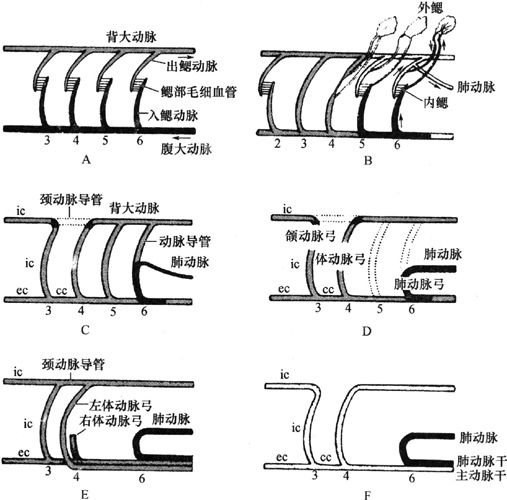 背大动脉
出鳃动脉
鳃部毛细血管
入鳃动脉
3 4 5 6
腹大动脉
A
外鳃
肺动脉
内鳃
2 3 4 5 6
B
颈动脉导管
背大动脉
ic
动脉导管
肺动脉
ic
ec cc
3 4 5 6
C
ic
颌动脉弓
体动脉弓
肺动脉
ic
肺动脉弓
ec cc
3 4 5 6
D
颈动脉导管
ic
左体动脉弓
右体动脉弓
肺动脉
ic
ec
3 4 6
E
ic
ic
肺动脉
ec cc
肺动脉干
主动脉干
3 4 6
F